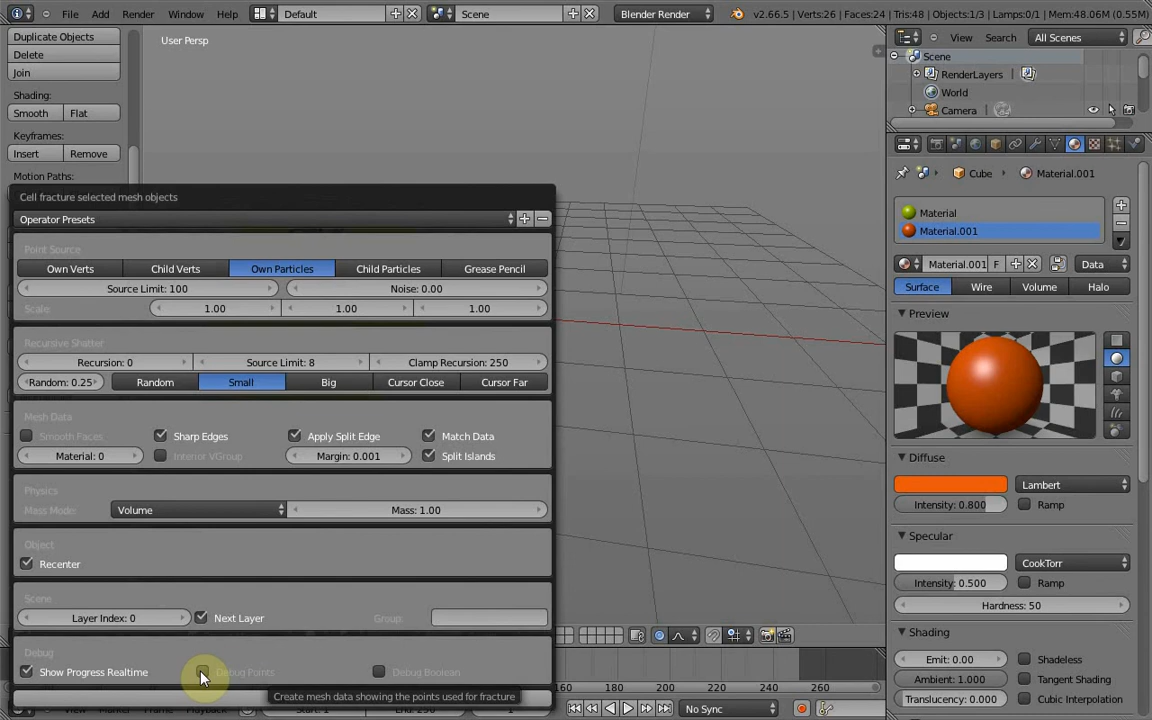 File Add Render Window Help Default Scene Blender Render v2.66.5 | Verts:26 | Faces:24 | Tris:48 | Objects:1/3 | Lamps:0/1 | Mem:48.06M (0.55M)
Duplicate Objects
Delete
Join
Shading:
Smooth Flat
Keyframes:
Insert Remove
Motion Paths:
User Persp
Cell fracture selected mesh objects
Operator Presets
Point Source
Own Verts Child Verts Own Particles Child Particles Grease Pencil
Source Limit: 100 Noise: 0.00
Scale: 1.00 1.00 1.00
Recursive Shatter
Recursion: 0 Source Limit: 8 Clamp Recursion: 250
Random: 0.25 Random Small Big Cursor Close Cursor Far
Mesh Data
Smooth Faces Sharp Edges Apply Split Edge Match Data
Material: 0 Interior VGroup Margin: 0.001 Split Islands
Physics
Mass Mode: Volume Mass: 1.00
Object
Recenter
Scene
Layer Index: 0 Next Layer Group:
Debug
Show Progress Realtime Debug Points Debug Boolean
Create mesh data showing the points used for fracture
160 180 200 220 240 260 280
View Marker Frame Playback Start: 1 End: 250 1 No Sync
View Search All Scenes
Scene
RenderLayers
World
Camera
Cube Material.001
Material
Material.001
Material.001 F Data
Surface Wire Volume Halo
Preview
Diffuse
Lambert
Intensity: 0.800 Ramp
Specular
CookTorr
Intensity: 0.500 Ramp
Hardness: 50
Shading
Emit: 0.00 Shadeless
Ambient: 1.000 Tangent Shading
Translucency: 0.000 Cubic Interpolation